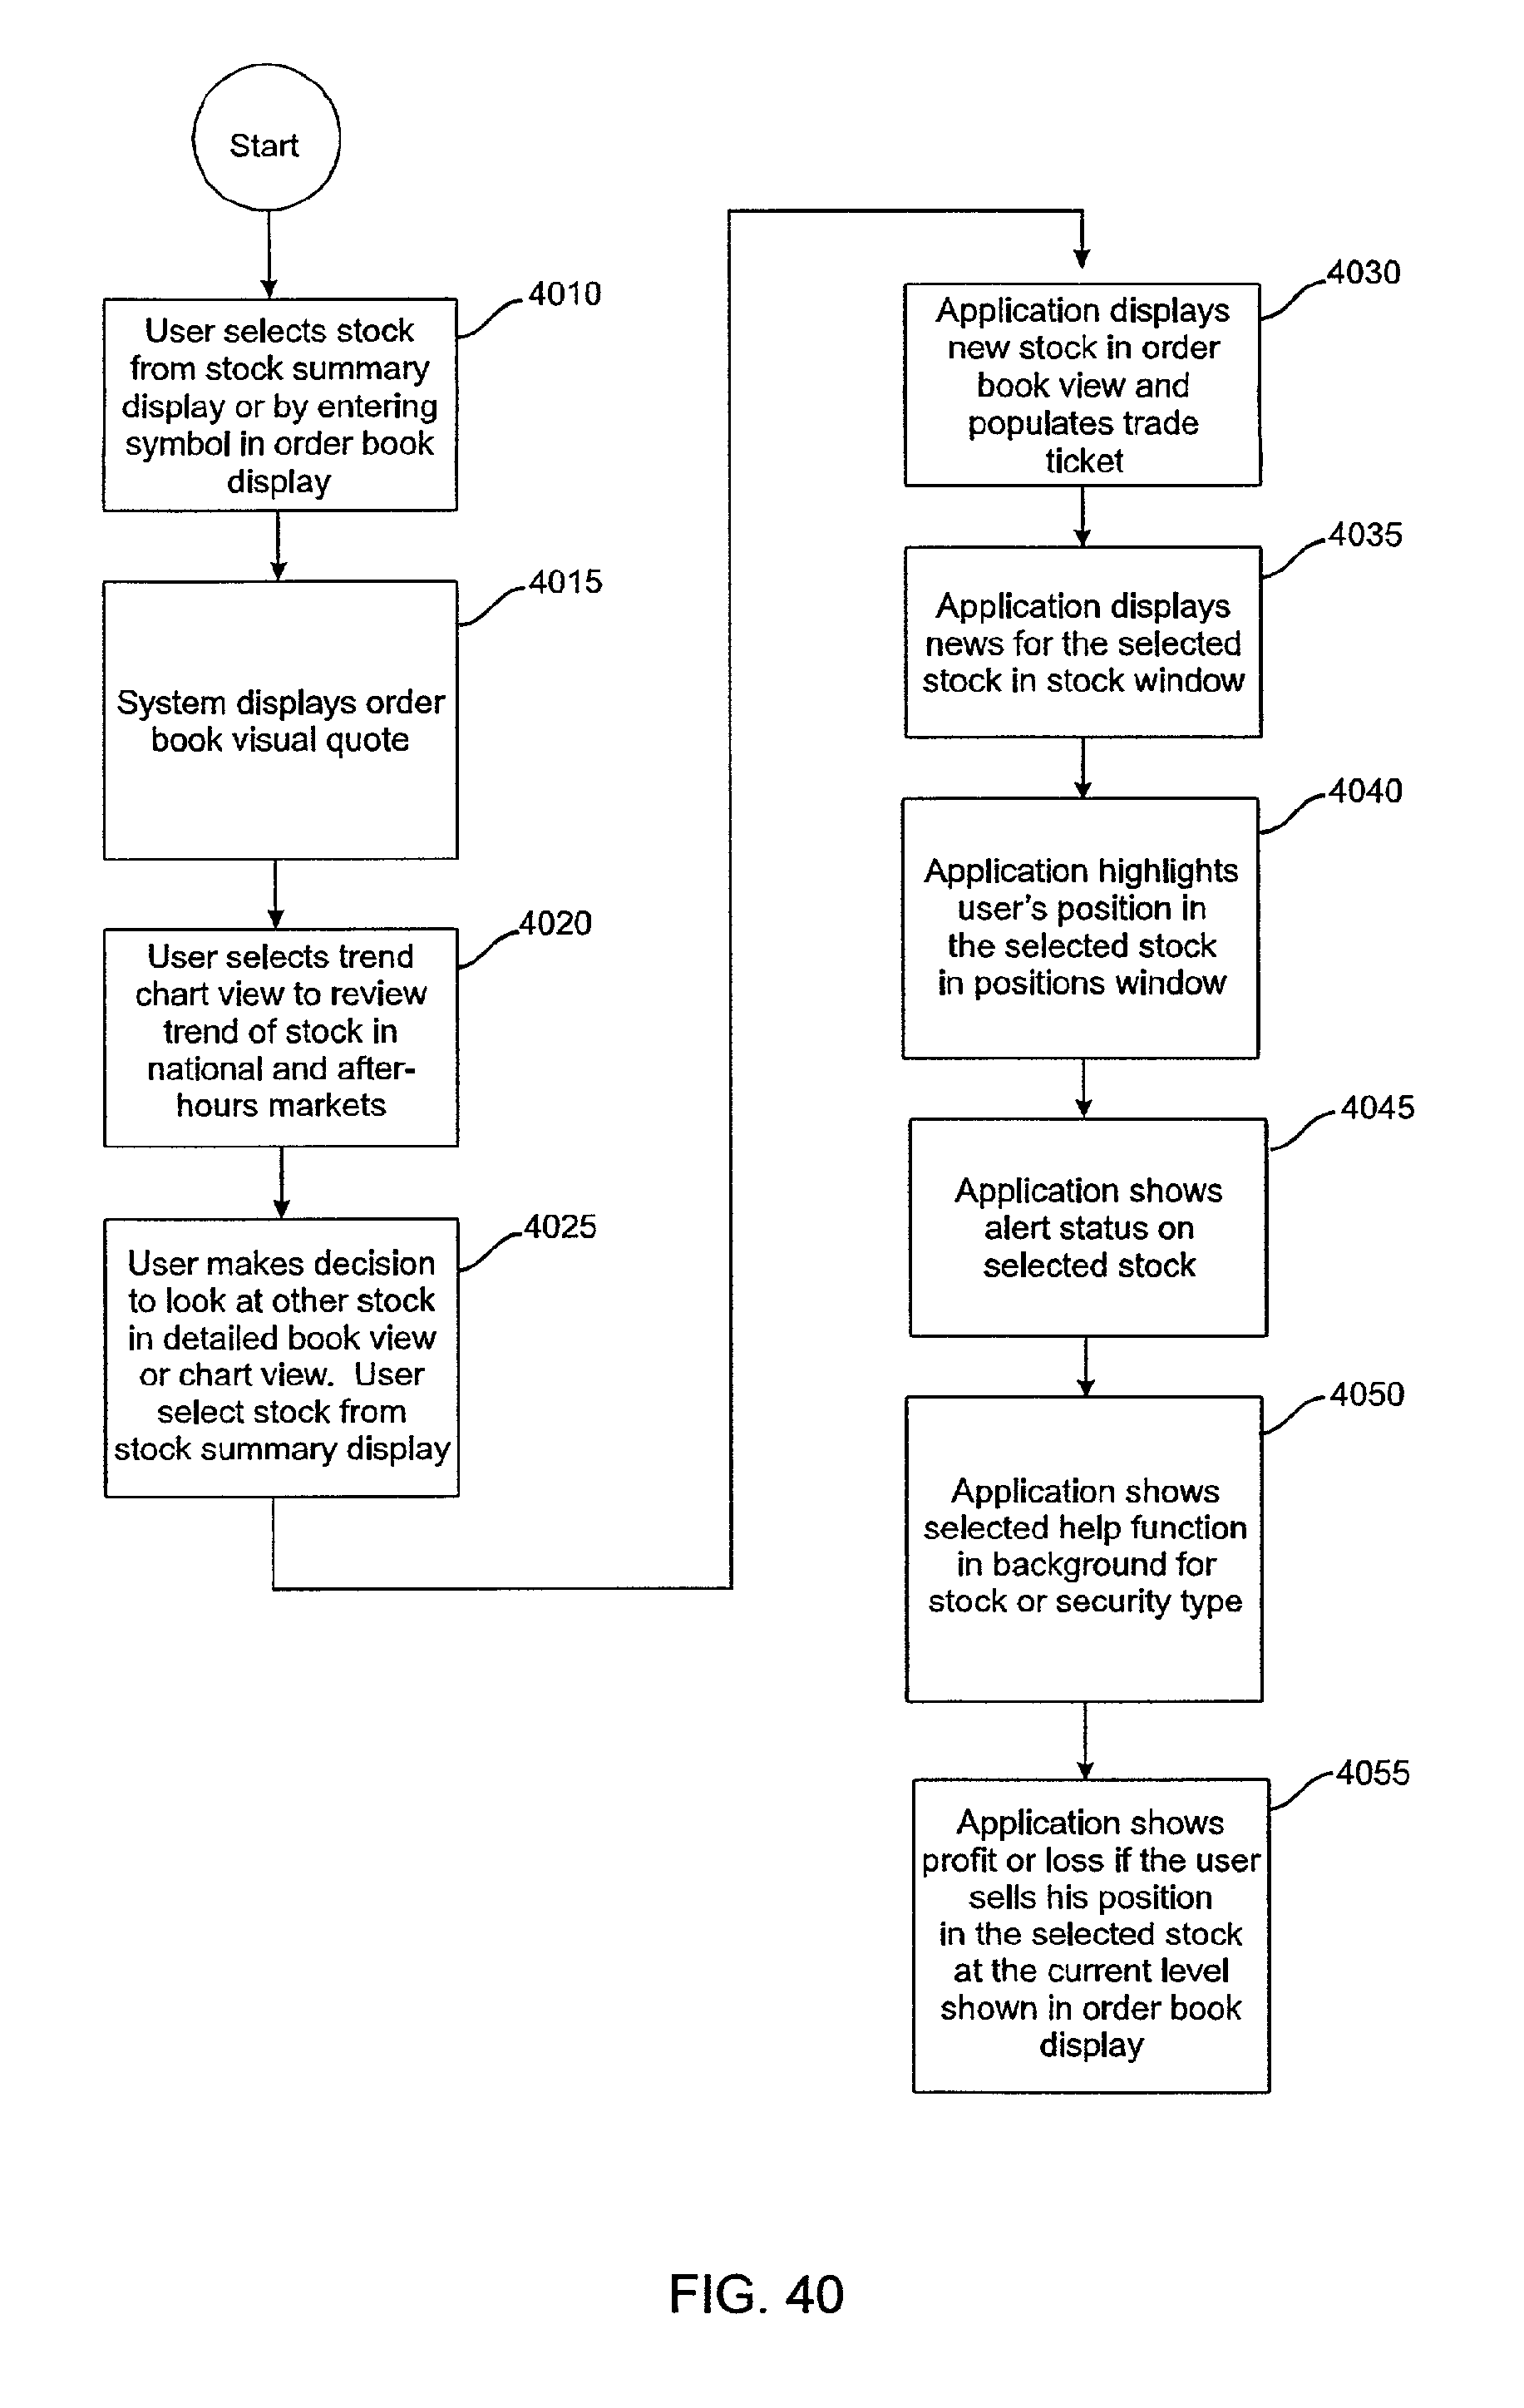 Start
4010
User selects stock
from stock summary
display or by entering
symbol in order book
display
4015
System displays order
book visual quote
4020
User selects trend
chart view to review
trend of stock in
national and after-
hours markets
4025
User makes decision
to look at other stock
in detailed book view
or chart view.  User
select stock from
stock summary display
4030
Application displays
new stock in order
book view and
populates trade
ticket
4035
Application displays
news for the selected
stock in stock window
4040
Application highlights
user's position in
the selected stock
in positions window
4045
Application shows
alert status on
selected stock
4050
Application shows
selected help function
in background for
stock or security type
4055
Application shows
profit or loss if the user
sells his position
in the selected stock
at the current level
shown in order book
display
FIG. 40